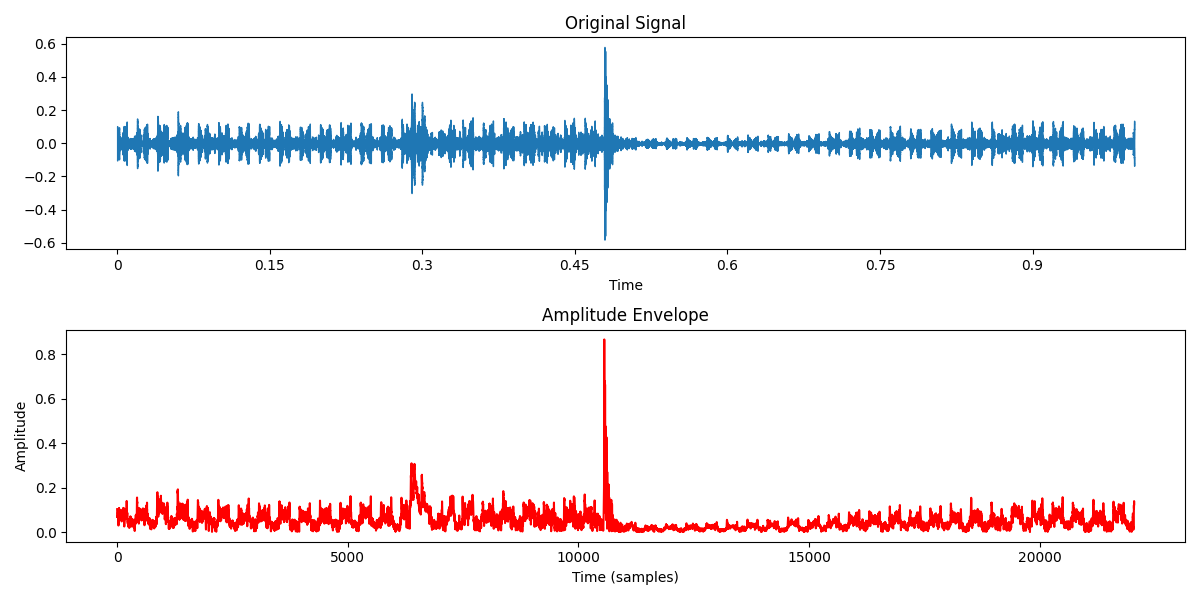 Original Signal
0.6
0.4
0.2
0.0
−0.2
−0.4
−0.6
0 0.15 0.3 0.45 0.6 0.75 0.9
Time
Amplitude Envelope
Amplitude
0.8
0.6
0.4
0.2
0.0
0 5000 10000 15000 20000
Time (samples)